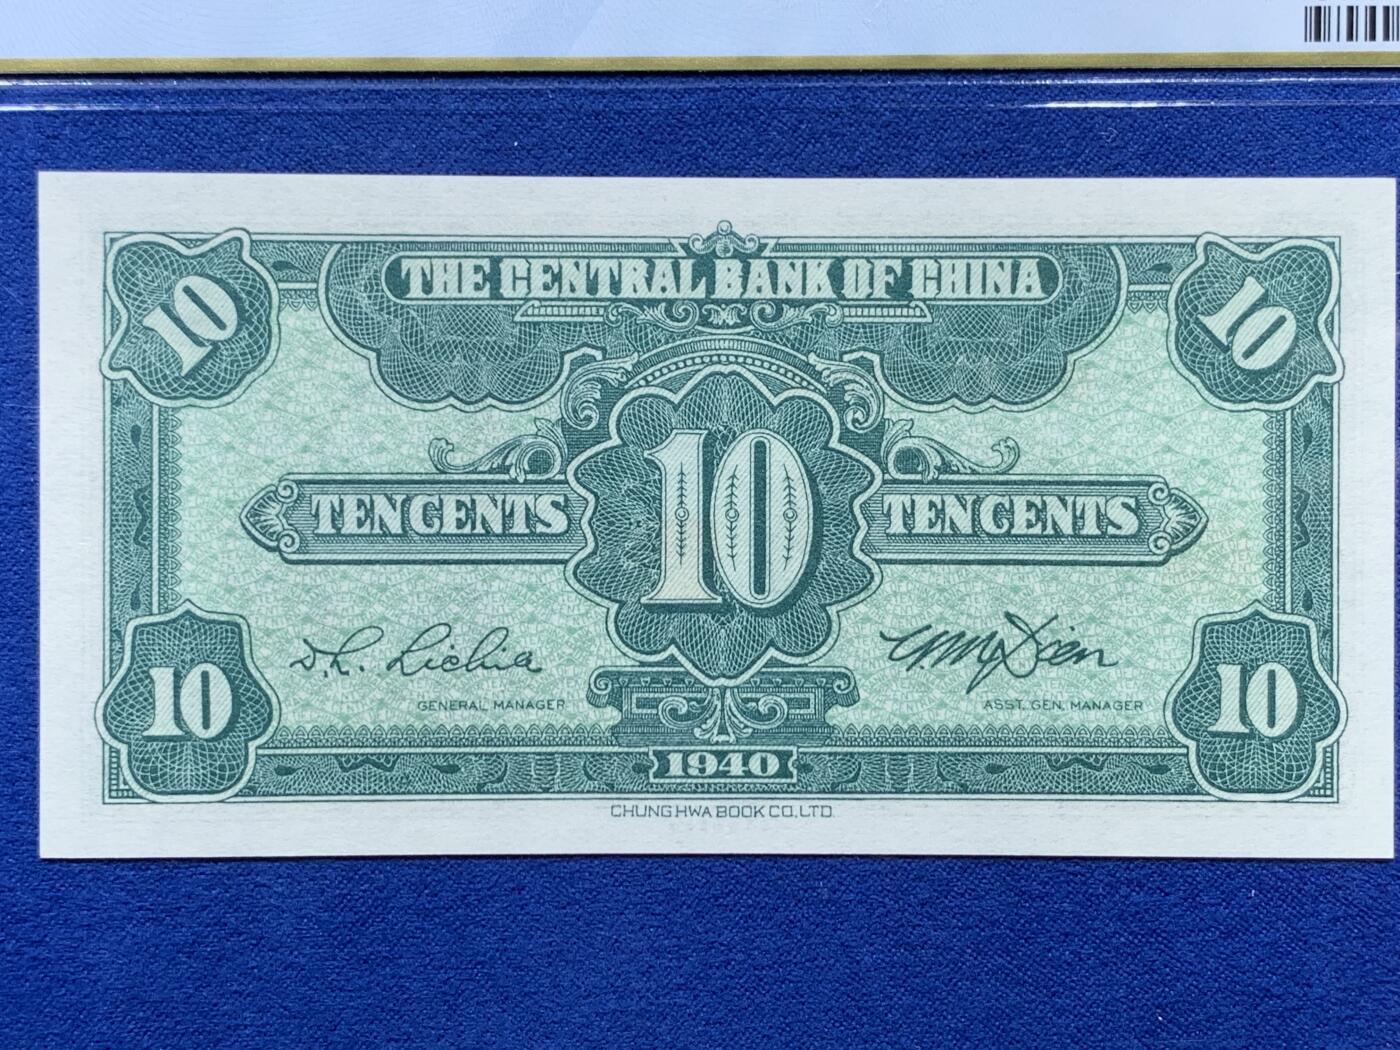 THE CENTRAL BANK OF CHINA
10
10
TEN CENTS
10
TEN CENTS
D. L. Lichia
GENERAL MANAGER
ASST. GEN. MANAGER
10
10
1940
CHUNG HWA BOOK CO., LTD.